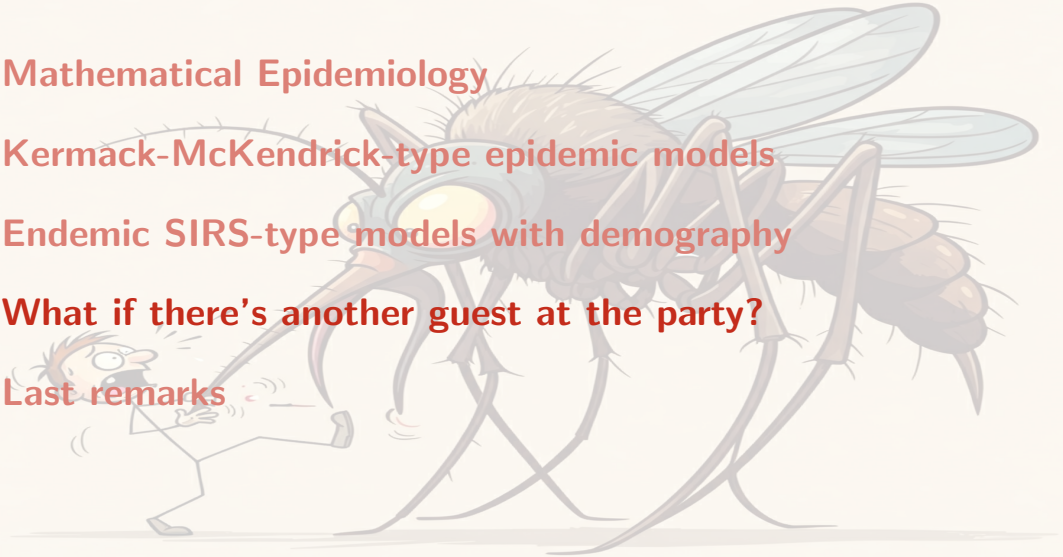 Mathematical Epidemiology
Kermack-McKendrick-type epidemic models
Endemic SIRS-type models with demography
What if there's another guest at the party?
Last remarks